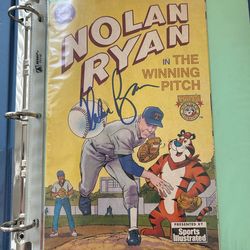 NOLAN
RYAN
IN THE
WINNING
PITCH
PRESENTED BY
Sports Illustrated